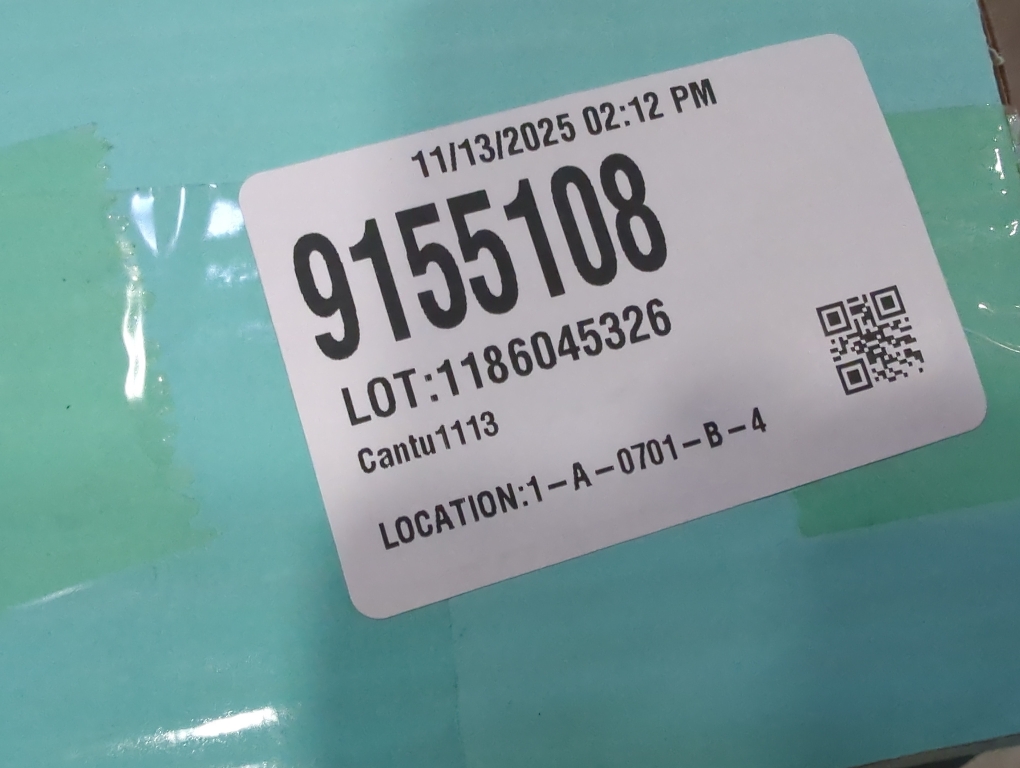 11/13/2025 02:12 PM
9155108
LOT:1186045326
Cantu1113
LOCATION:1-A-0701-B-4